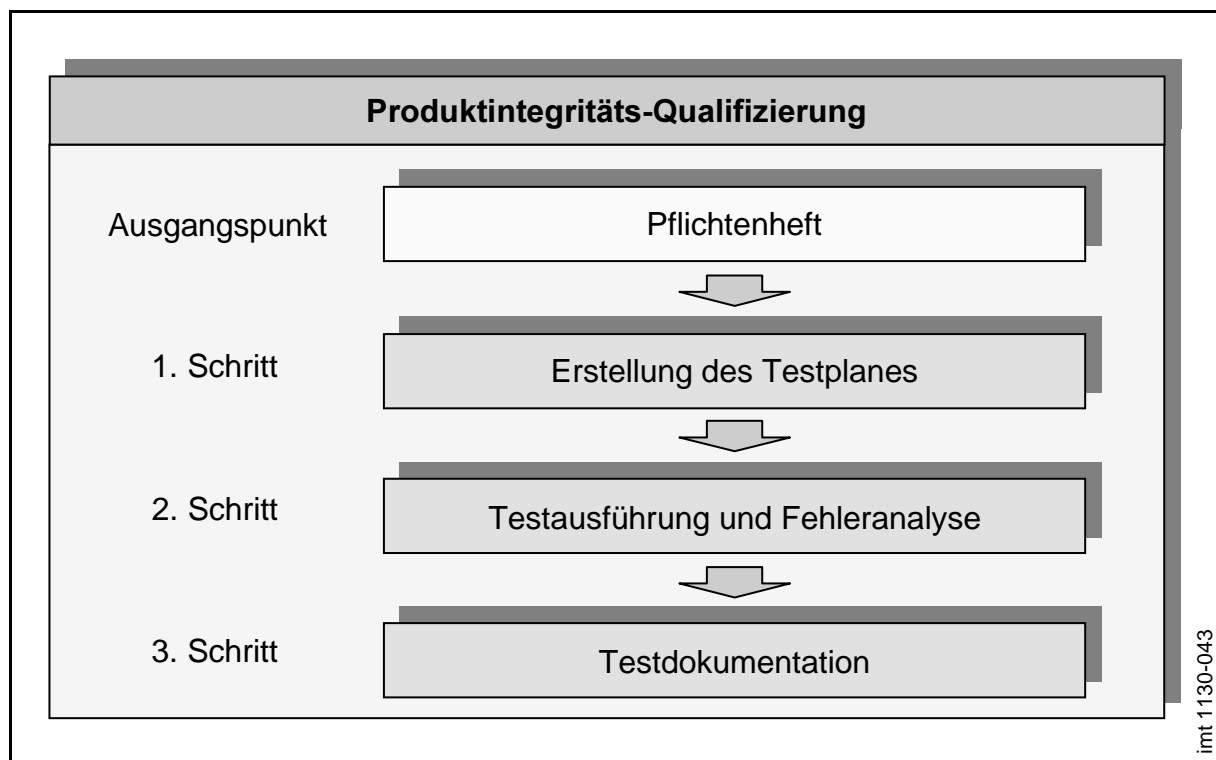 Produktintegritäts-Qualifizierung
Ausgangspunkt
Pflichtenheft
1. Schritt
Erstellung des Testplanes
2. Schritt
Testausführung und Fehleranalyse
3. Schritt
Testdokumentation
imt 1130-043